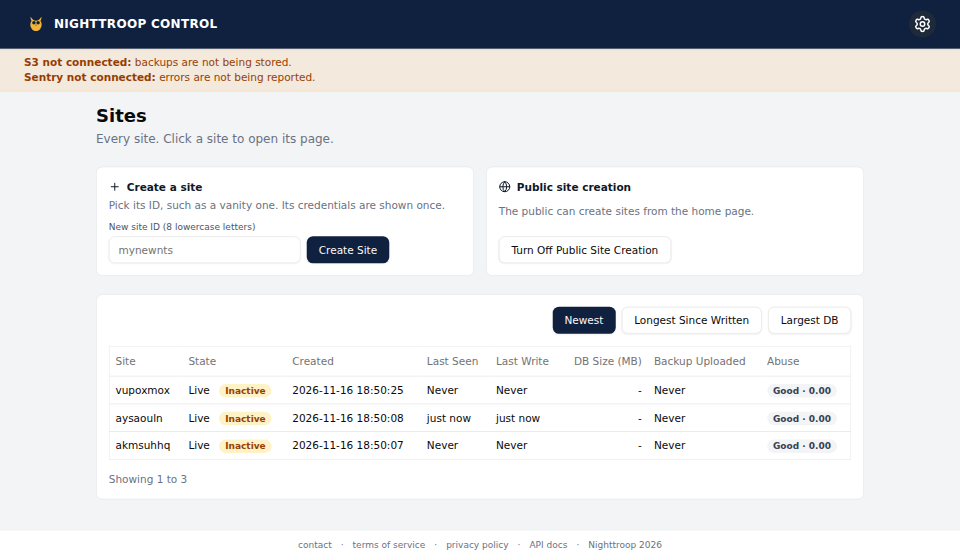 NIGHTTROOP CONTROL
S3 not connected: backups are not being stored.
Sentry not connected: errors are not being reported.
Sites
Every site. Click a site to open its page.
Create a site
Pick its ID, such as a vanity one. Its credentials are shown once.
New site ID (8 lowercase letters)
mynewnts
Create Site
Public site creation
The public can create sites from the home page.
Turn Off Public Site Creation
Newest Longest Since Written Largest DB
Site State Created Last Seen Last Write DB Size (MB) Backup Uploaded Abuse
vupoxmox Live Inactive 2026-11-16 18:50:25 Never Never - Never Good · 0.00
aysaouln Live Inactive 2026-11-16 18:50:08 just now just now - Never Good · 0.00
akmsuhhq Live Inactive 2026-11-16 18:50:07 Never Never - Never Good · 0.00
Showing 1 to 3
contact · terms of service · privacy policy · API docs · Nighttroop 2026